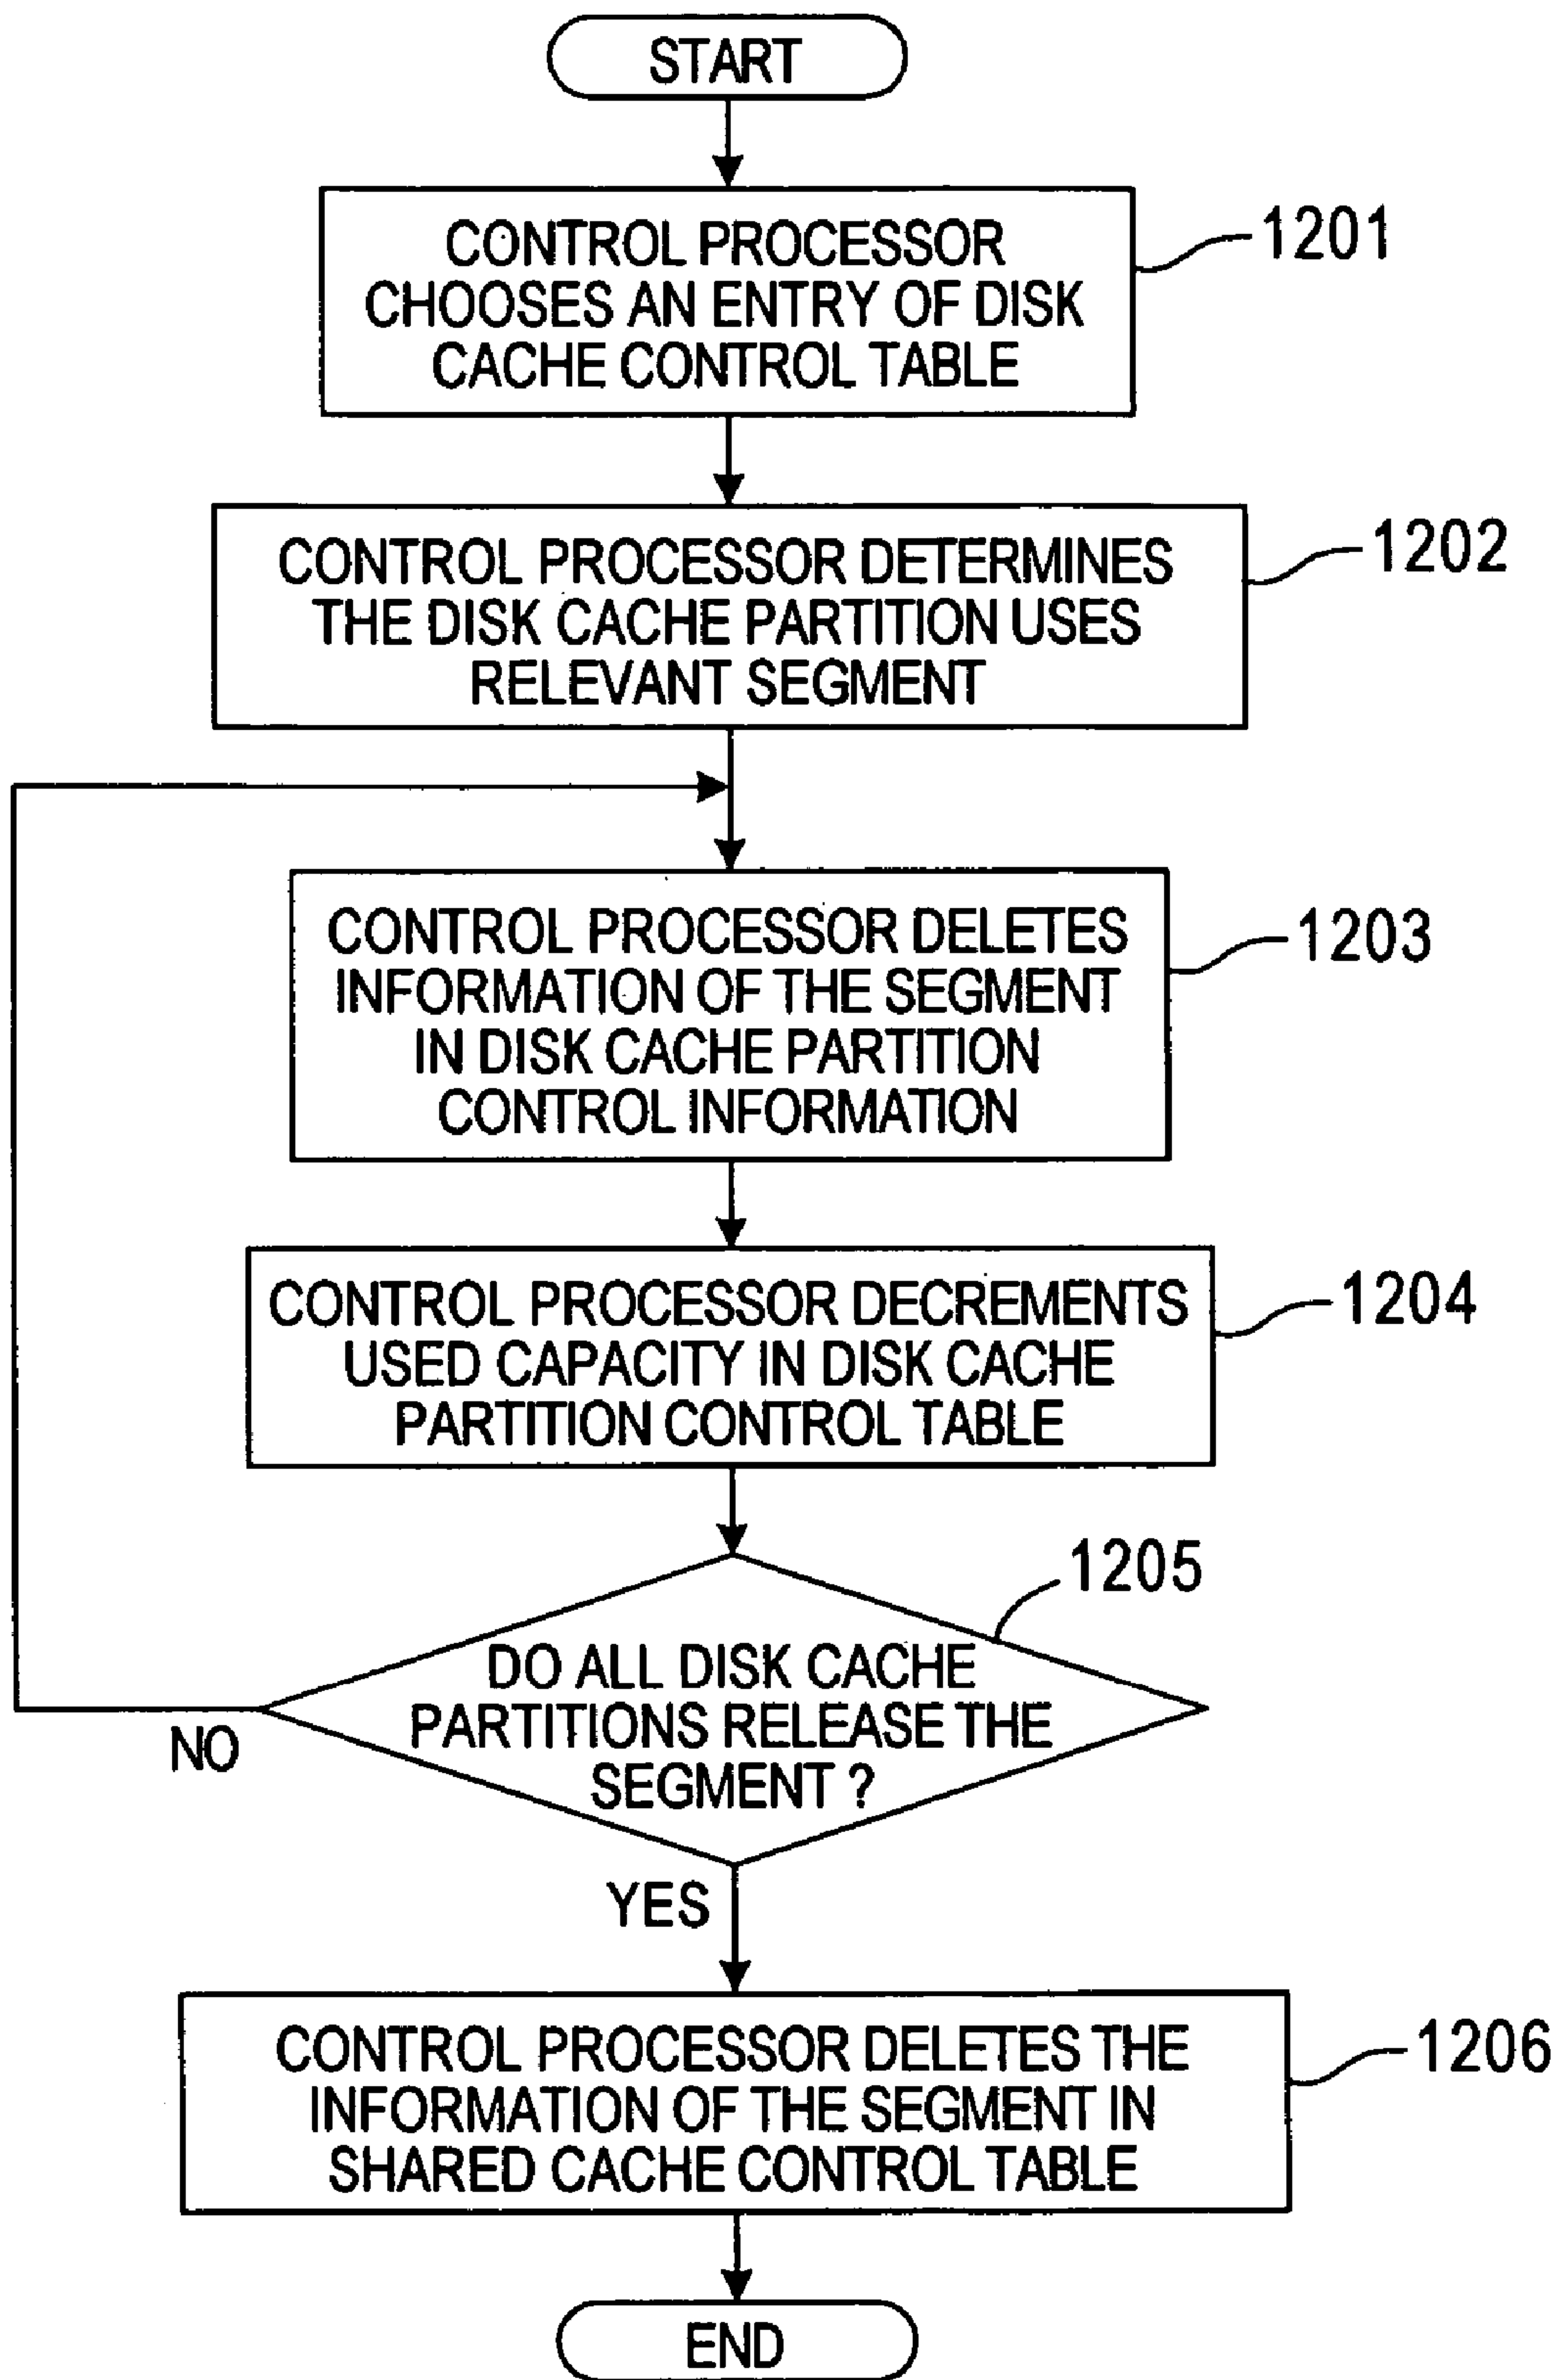 START
CONTROL PROCESSOR
CHOOSES AN ENTRY OF DISK
CACHE CONTROL TABLE
1201
CONTROL PROCESSOR DETERMINES
THE DISK CACHE PARTITION USES
RELEVANT SEGMENT
1202
CONTROL PROCESSOR DELETES
INFORMATION OF THE SEGMENT
IN DISK CACHE PARTITION
CONTROL INFORMATION
1203
CONTROL PROCESSOR DECREMENTS
USED CAPACITY IN DISK CACHE
PARTITION CONTROL TABLE
1204
1205
DO ALL DISK CACHE
PARTITIONS RELEASE THE
SEGMENT ?
NO
YES
CONTROL PROCESSOR DELETES THE
INFORMATION OF THE SEGMENT IN
SHARED CACHE CONTROL TABLE
1206
END